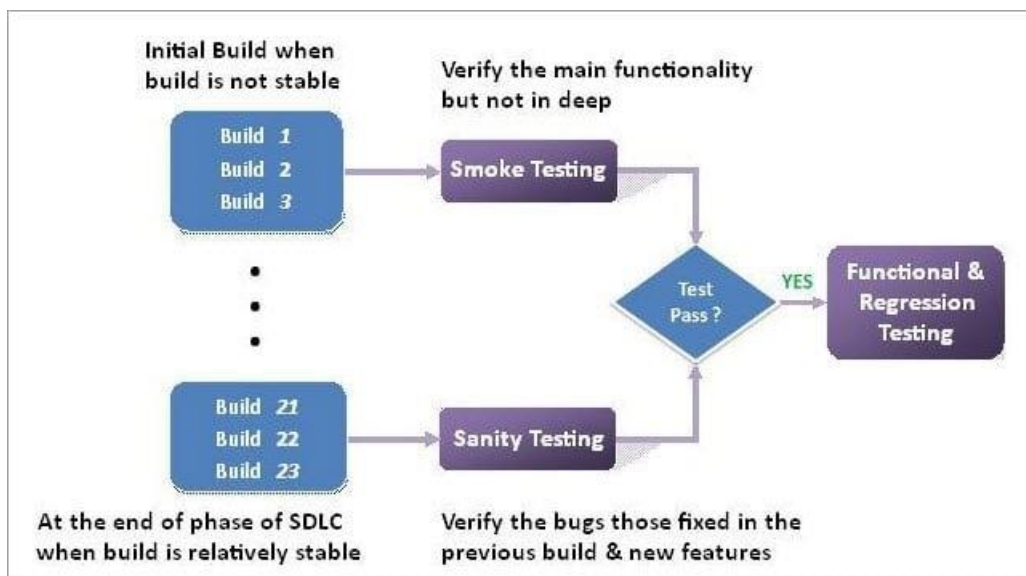 Initial Build when
build is not stable
Build 1
Build 2
Build 3
Verify the main functionality
but not in deep
Smoke Testing
Test
Pass ?
YES
Functional &
Regression
Testing
Build 21
Build 22
Build 23
Sanity Testing
At the end of phase of SDLC
when build is relatively stable
Verify the bugs those fixed in the
previous build & new features